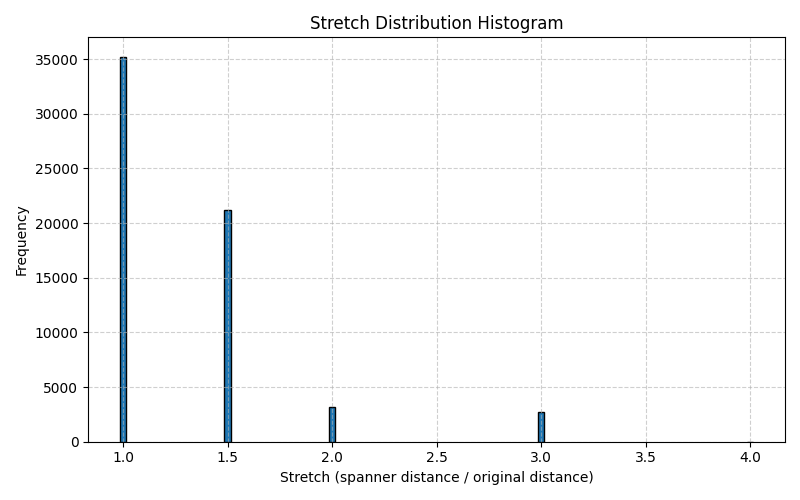 Stretch Distribution Histogram
35000
30000
25000
20000
15000
10000
5000
0
Frequency
1.0 1.5 2.0 2.5 3.0 3.5 4.0
Stretch (spanner distance / original distance)